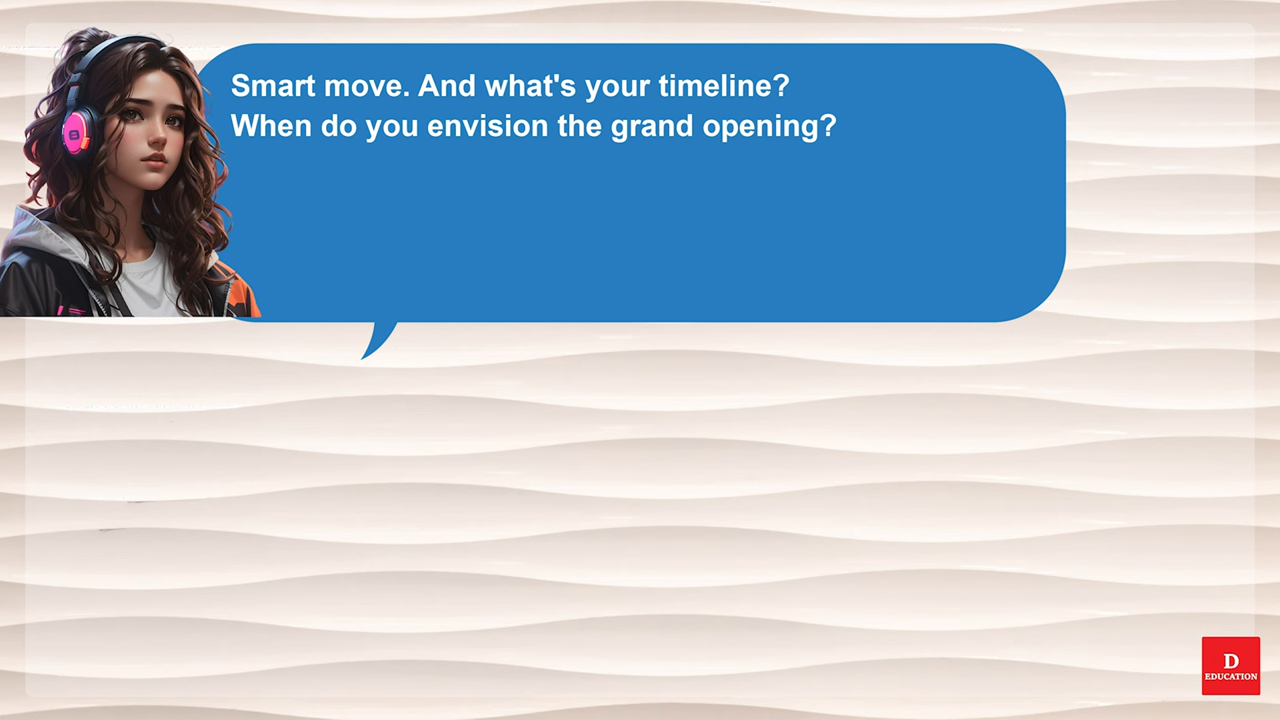 Smart move. And what's your timeline?
When do you envision the grand opening?
D
EDUCATION